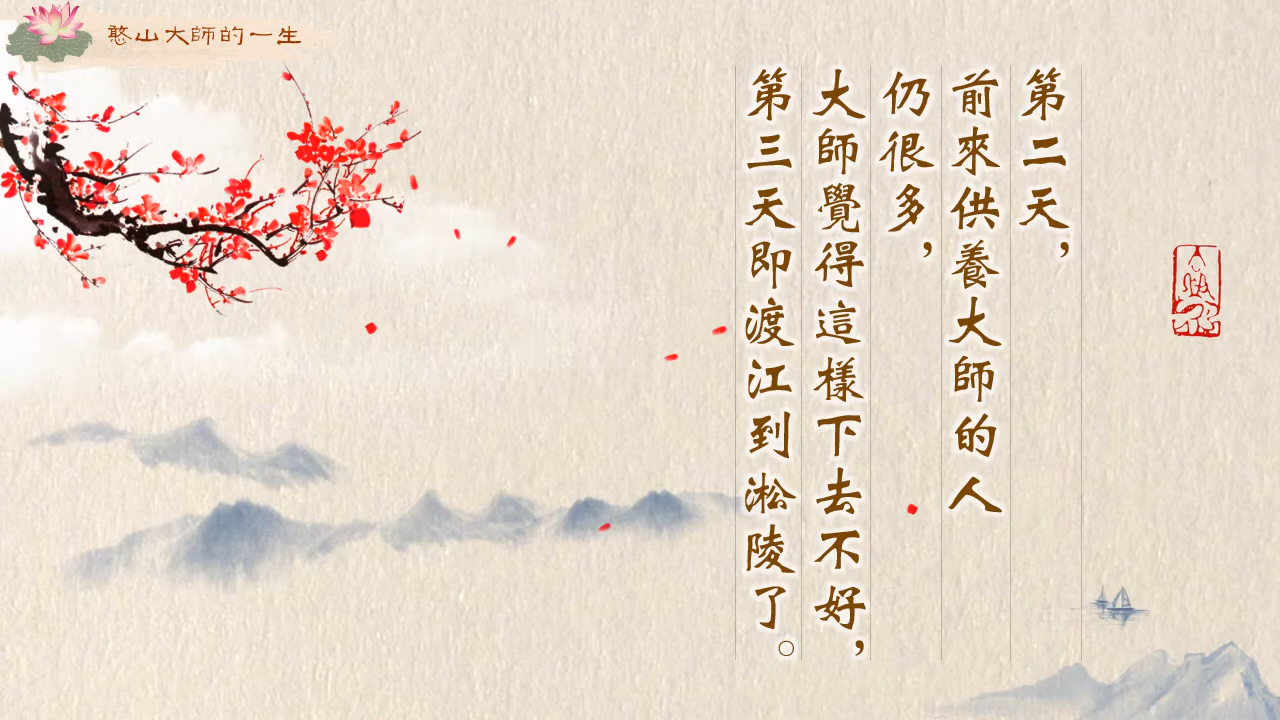 憨山大師的一生
第二天，
前來供養大師的人
仍很多，
大師覺得這樣下去不好，
第三天即渡江到淞陵了。